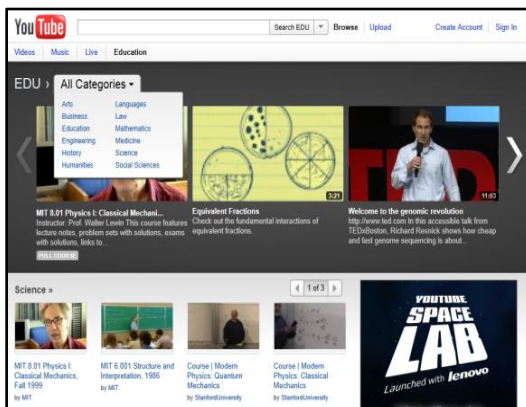 YouTube
Search EDU
Browse
Upload
Create Account
Sign In
Videos
Music
Live
Education
EDU › All Categories
Arts
Business
Education
Engineering
History
Humanities
Languages
Law
Mathematics
Medicine
Science
Social Sciences
MIT 8.01 Physics I: Classical Mechani...
Instructor: Prof. Walter Lewin This course features
lecture notes, problem sets with solutions, exams
with solutions, links to...
FULL COURSE
3:21
Equivalent Fractions
Check out the fundamental interactions of
equivalent fractions.
TED
11:03
Welcome to the genomic revolution
http://www.ted.com In this accessible talk from
TEDxBoston, Richard Resnick shows how cheap
and fast genome sequencing is about...
Science »
1 of 3
MIT 8.01 Physics I:
Classical Mechanics,
Fall 1999
by MIT
MIT 6.001 Structure and
Interpretation, 1986
by MIT
Course | Modern
Physics: Quantum
Mechanics
by StanfordUniversity
Course | Modern
Physics: Classical
Mechanics
by StanfordUniversity
YOUTUBE
SPACE
LAB
Launched with lenovo